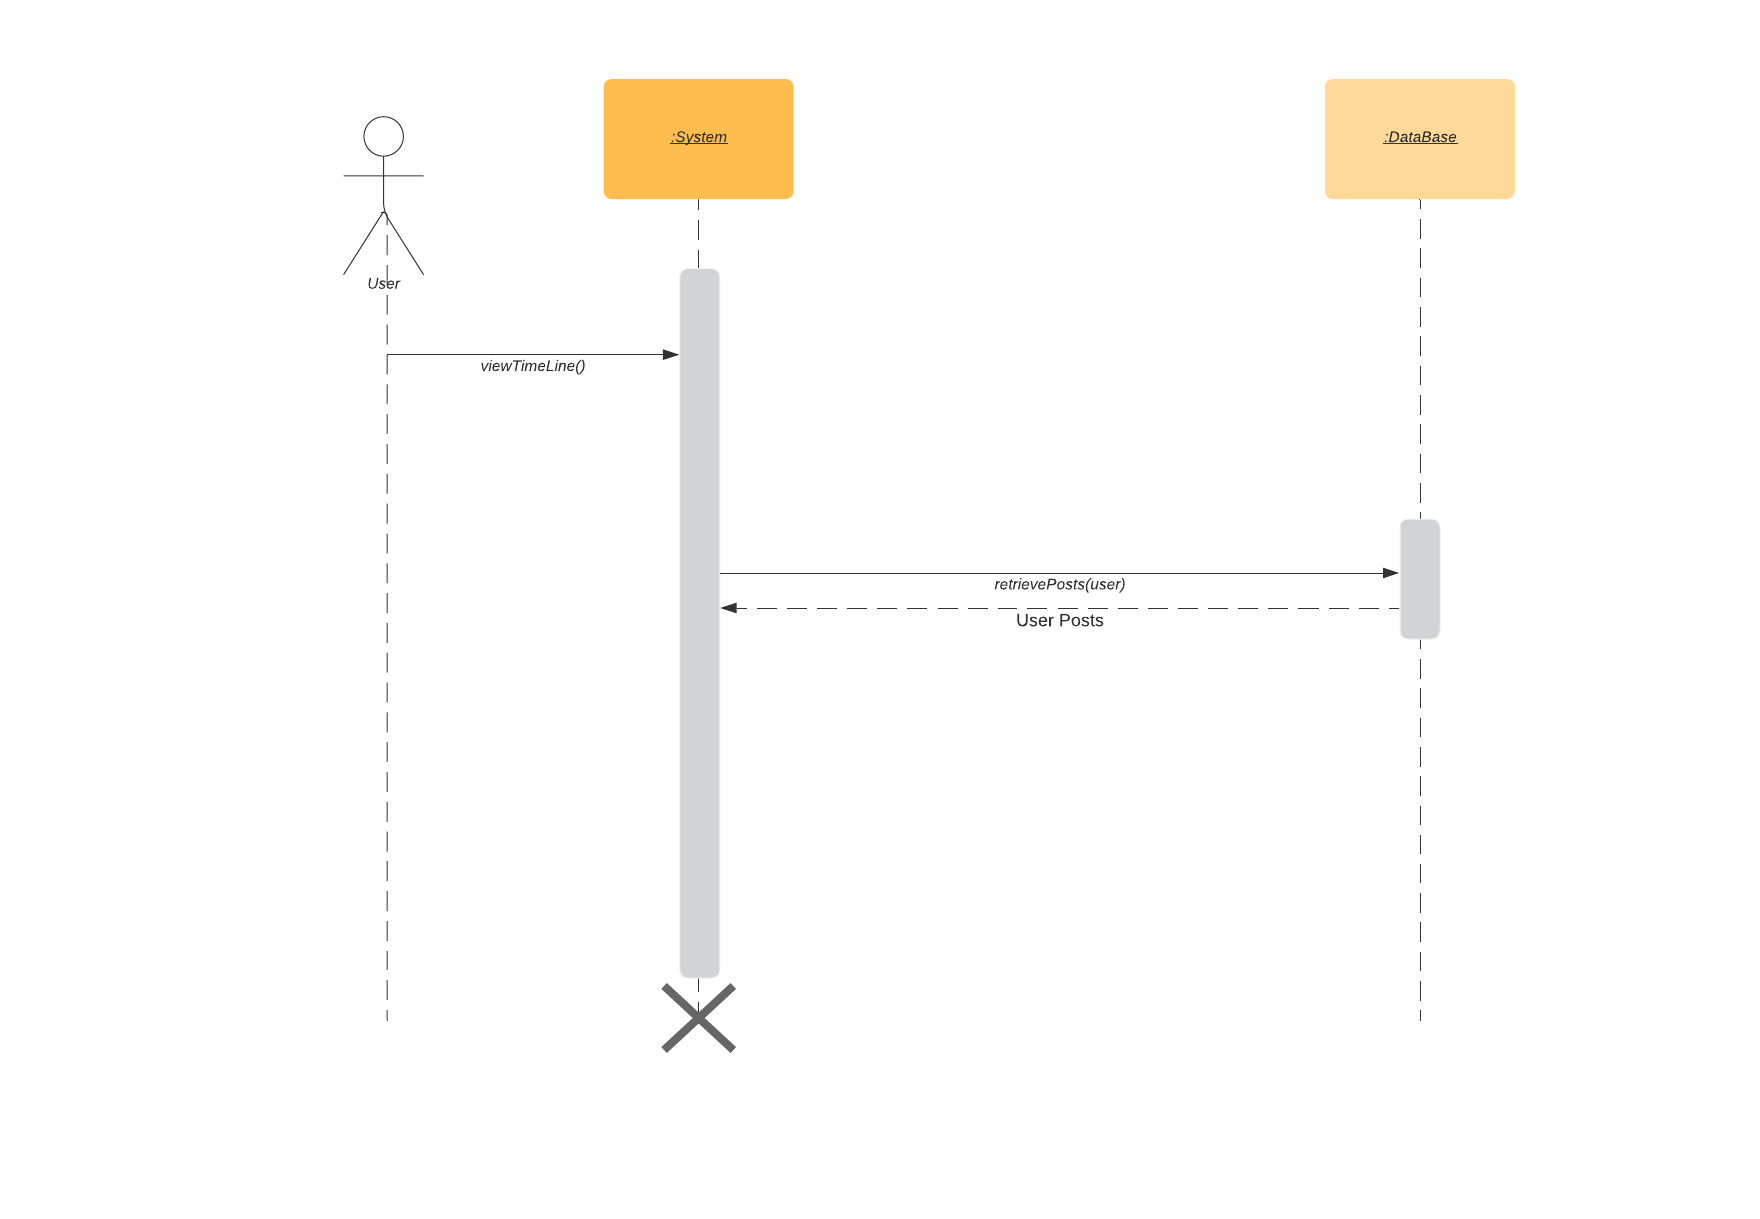 :System
:DataBase
User
viewTimeLine()
retrievePosts(user)
User Posts